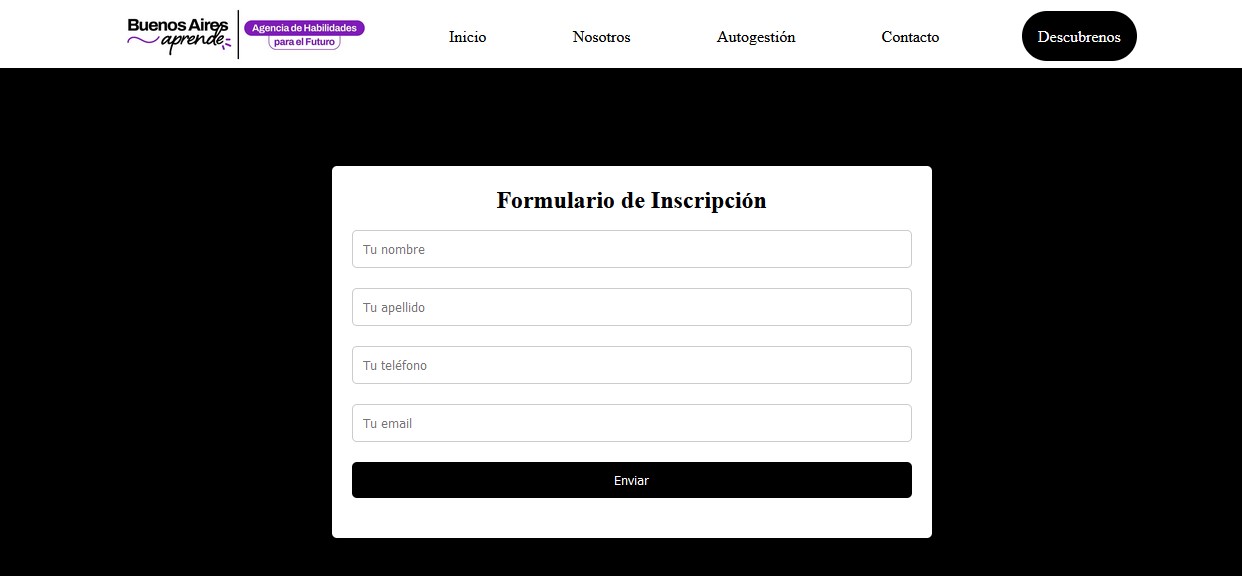 Buenos Aires
aprende
Agencia de Habilidades
para el Futuro
Inicio
Nosotros
Autogestión
Contacto
Descubrenos
Formulario de Inscripción
Tu nombre
Tu apellido
Tu teléfono
Tu email
Enviar